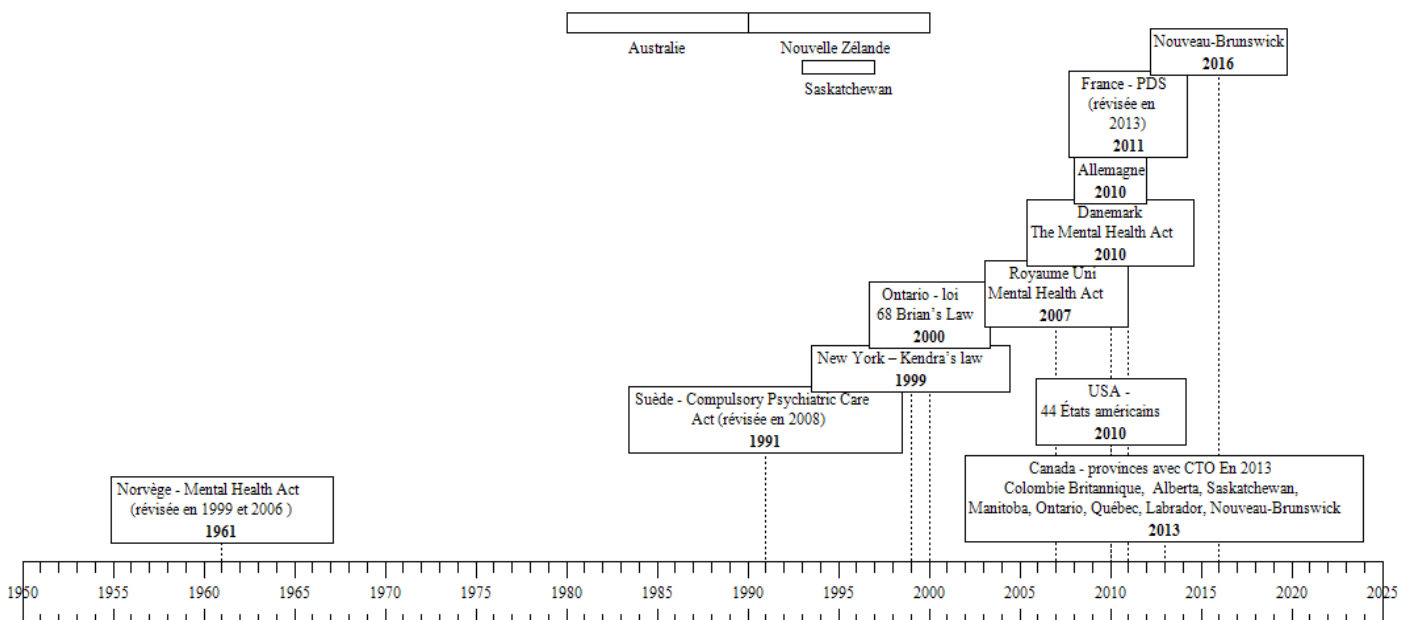 Australie
Nouvelle Zélande
Saskatchewan
Nouveau-Brunswick
2016
France - PDS
(révisée en
2013)
2011
Allemagne
2010
Danemark
The Mental Health Act
2010
Royaume Uni
Mental Health Act
2007
Ontario - loi
68 Brian’s Law
2000
New York – Kendra’s law
1999
Suède - Compulsory Psychiatric Care
Act (révisée en 2008)
1991
USA -
44 États américains
2010
Canada - provinces avec CTO En 2013
Colombie Britannique, Alberta, Saskatchewan,
Manitoba, Ontario, Québec, Labrador, Nouveau-Brunswick
2013
Norvège - Mental Health Act
(révisée en 1999 et 2006 )
1961
1950 1955 1960 1965 1970 1975 1980 1985 1990 1995 2000 2005 2010 2015 2020 2025